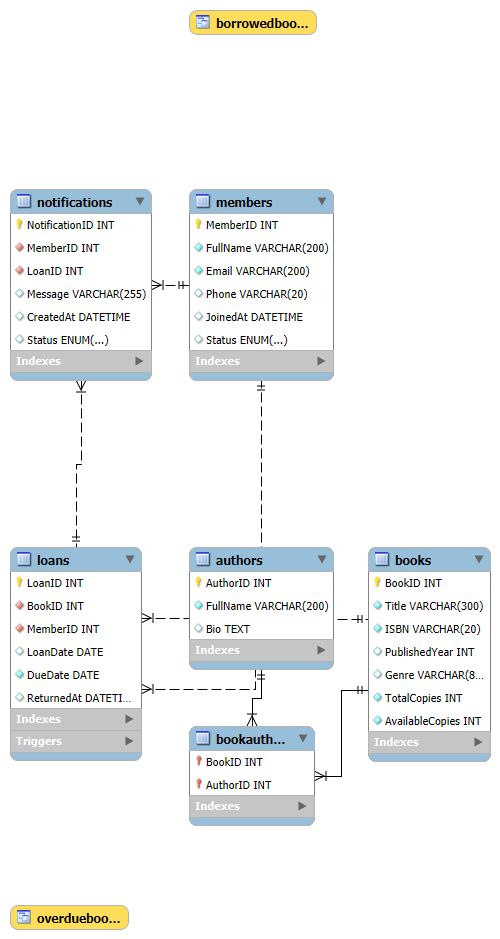 borrowedboo...
notifications
NotificationID INT
MemberID INT
LoanID INT
Message VARCHAR(255)
CreatedAt DATETIME
Status ENUM(...)
Indexes
members
MemberID INT
FullName VARCHAR(200)
Email VARCHAR(200)
Phone VARCHAR(20)
JoinedAt DATETIME
Status ENUM(...)
Indexes
loans
LoanID INT
BookID INT
MemberID INT
LoanDate DATE
DueDate DATE
ReturnedAt DATETI...
Indexes
Triggers
authors
AuthorID INT
FullName VARCHAR(200)
Bio TEXT
Indexes
books
BookID INT
Title VARCHAR(300)
ISBN VARCHAR(20)
PublishedYear INT
Genre VARCHAR(8...
TotalCopies INT
AvailableCopies INT
Indexes
bookauth...
BookID INT
AuthorID INT
Indexes
overdueboo...